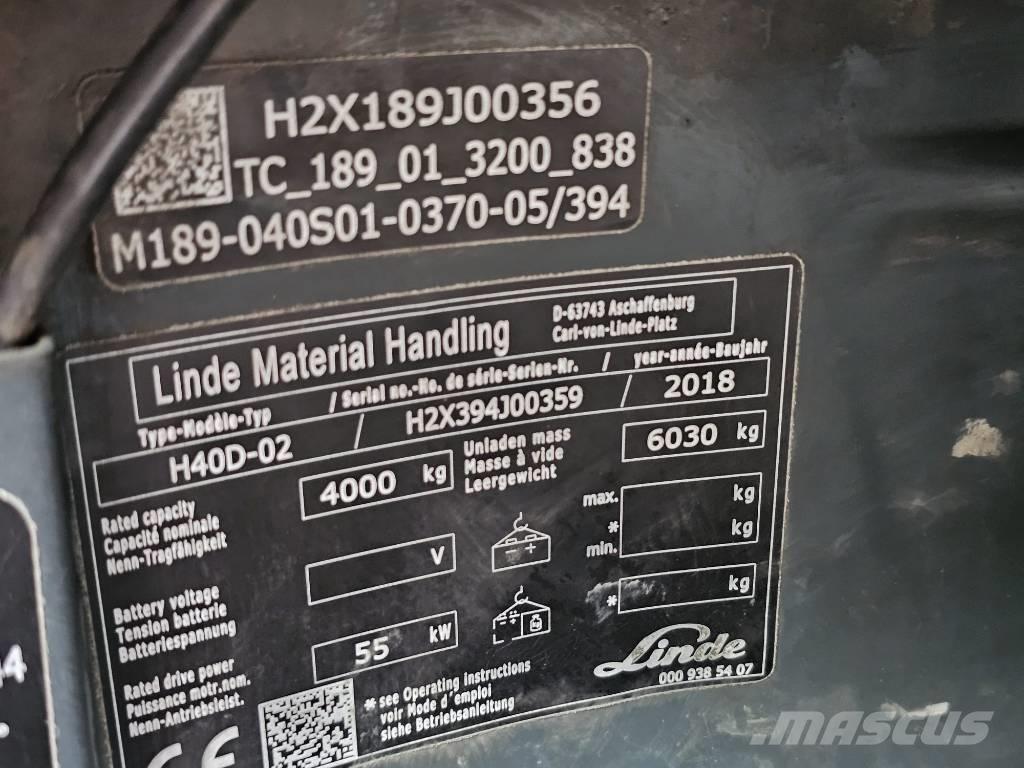 H2X189J00356
TC_189_01_3200_838
M189-040S01-0370-05/394
Linde Material Handling
D-63743 Aschaffenburg
Carl-von-Linde-Platz
Type-Modèle-Typ / Serial no.-No. de série-Serien-Nr. / year-année-Baujahr
H40D-02 / H2X394J00359 / 2018
Rated capacity
Capacité nominale
Nenn-Tragfähigkeit
4000 kg
Unladen mass
Masse à vide
Leergewicht
6030 kg
Battery voltage
Tension batterie
Batteriespannung
V
- +
max. kg
*
min. kg
Rated drive power
Puissance motr.nom.
Nenn-Antriebsleist.
55 kW
kg
* kg
Linde
000 938 54 07
CE
* see Operating instructions
voir Mode d'emploi
siehe Betriebsanleitung
MASCUS